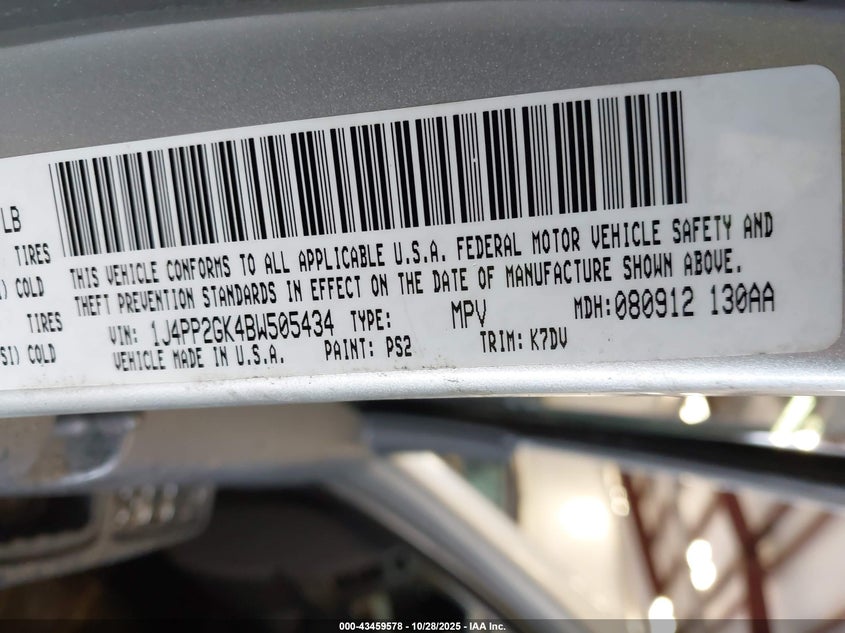 LB
TIRES
) COLD
TIRES
SI) COLD
THIS VEHICLE CONFORMS TO ALL APPLICABLE U.S.A. FEDERAL MOTOR VEHICLE SAFETY AND
THEFT PREVENTION STANDARDS IN EFFECT ON THE DATE OF MANUFACTURE SHOWN ABOVE.
VIN: 1J4PP2GK4BW505434 TYPE: MPV MDH:080912 130AA
VEHICLE MADE IN U.S.A. PAINT: PS2 TRIM: K7DV
000-43459578 - 10/28/2025 - IAA Inc.